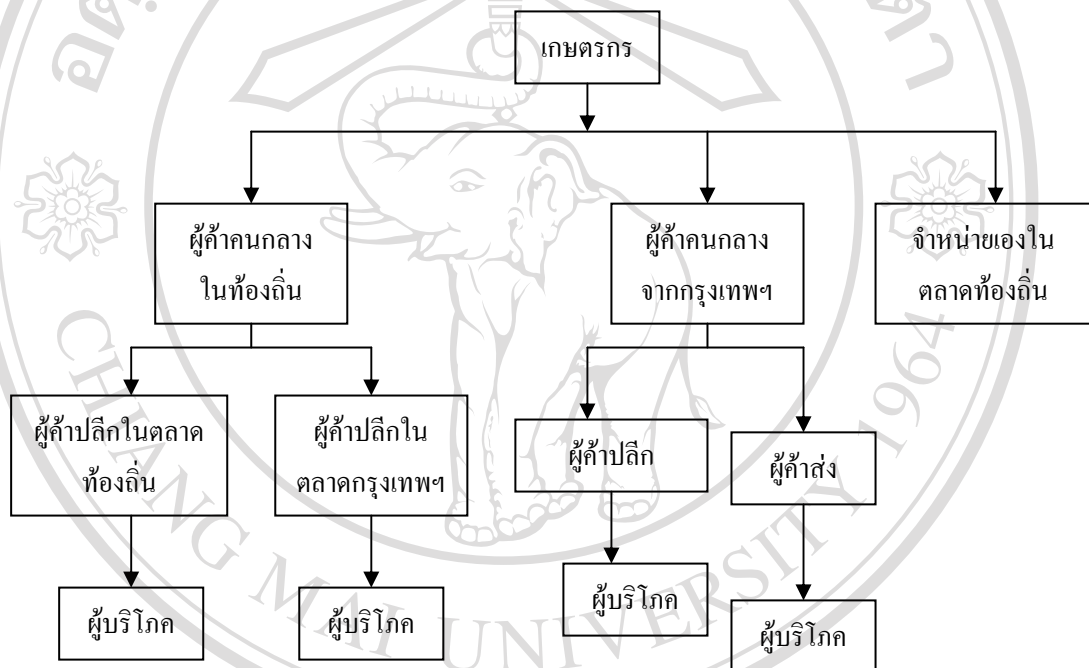 เกษตรกร
ผู้ค้าคนกลาง
ในท้องถิ่น
ผู้ค้าคนกลาง
จากกรุงเทพฯ
จำหน่ายเองใน
ตลาดท้องถิ่น
ผู้ค้าปลีกในตลาด
ท้องถิ่น
ผู้ค้าปลีกใน
ตลาดกรุงเทพฯ
ผู้ค้าปลีก
ผู้ค้าส่ง
ผู้บริโภค
ผู้บริโภค
ผู้บริโภค
ผู้บริโภค
CHIANG MAI UNIVERSITY 1964